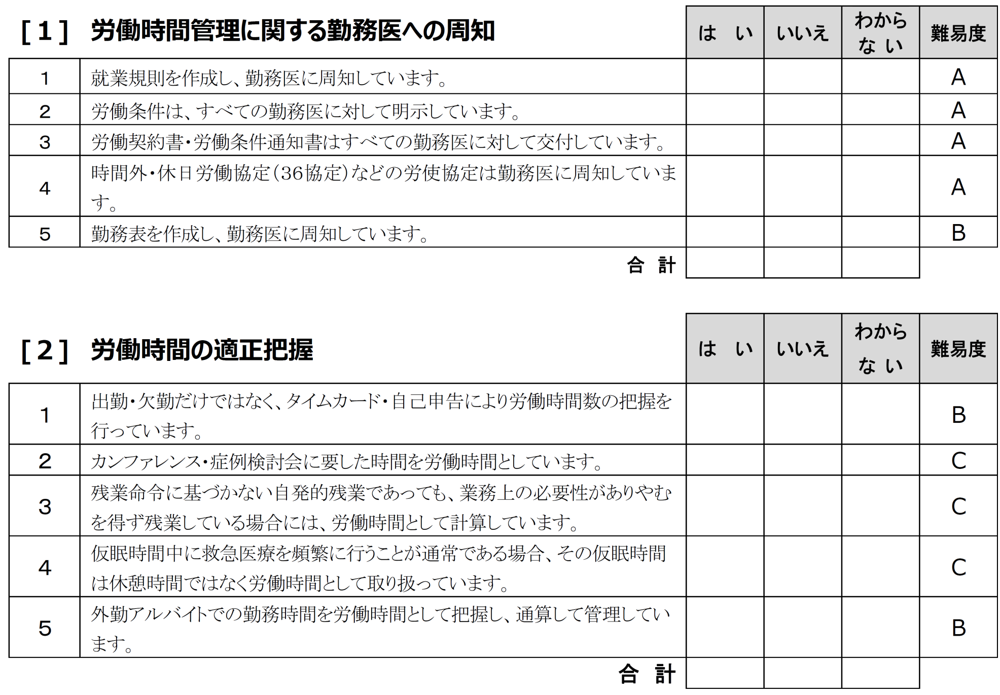 [1] 労働時間管理に関する勤務医への周知
は い
いいえ
わから
な い
難易度
1 就業規則を作成し、勤務医に周知しています。 A
2 労働条件は、すべての勤務医に対して明示しています。 A
3 労働契約書・労働条件通知書はすべての勤務医に対して交付しています。 A
4 時間外・休日労働協定(36協定)などの労使協定は勤務医に周知していま
す。 A
5 勤務表を作成し、勤務医に周知しています。 B
合 計
[2] 労働時間の適正把握
は い
いいえ
わから
な い
難易度
1 出勤・欠勤だけではなく、タイムカード・自己申告により労働時間数の把握を
行っています。 B
2 カンファレンス・症例検討会に要した時間を労働時間としています。 C
3 残業命令に基づかない自発的残業であっても、業務上の必要性がありやむ
を得ず残業している場合には、労働時間として計算しています。 C
4 仮眠時間中に救急医療を頻繁に行うことが通常である場合、その仮眠時間
は休憩時間ではなく労働時間として取り扱っています。 C
5 外勤アルバイトでの勤務時間を労働時間として把握し、通算して管理してい
ます。 B
合 計